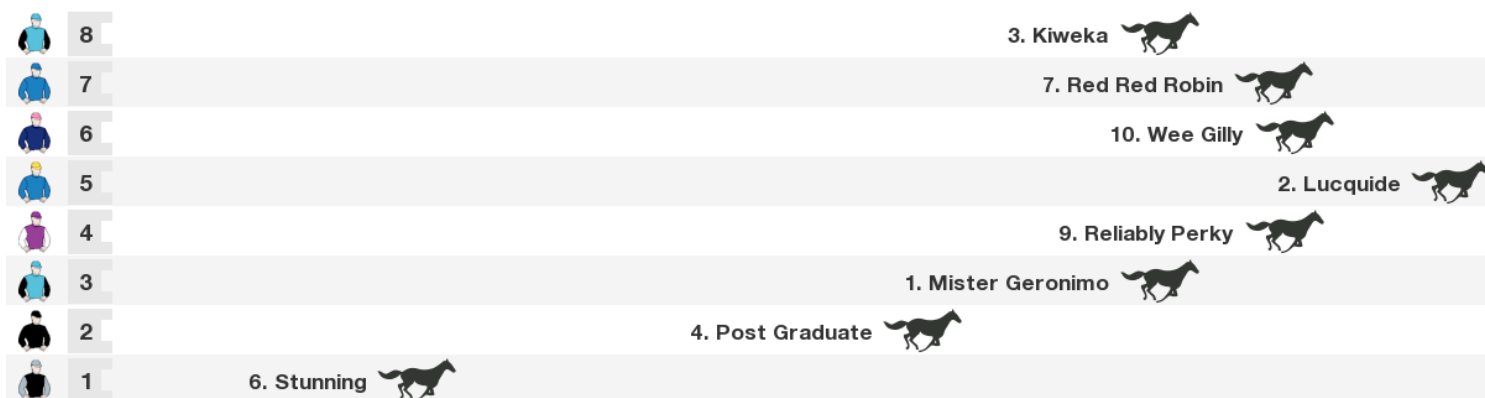 8 3. Kiweka
7 7. Red Red Robin
6 10. Wee Gilly
5 2. Lucquide
4 9. Reliably Perky
3 1. Mister Geronimo
2 4. Post Graduate
1 6. Stunning